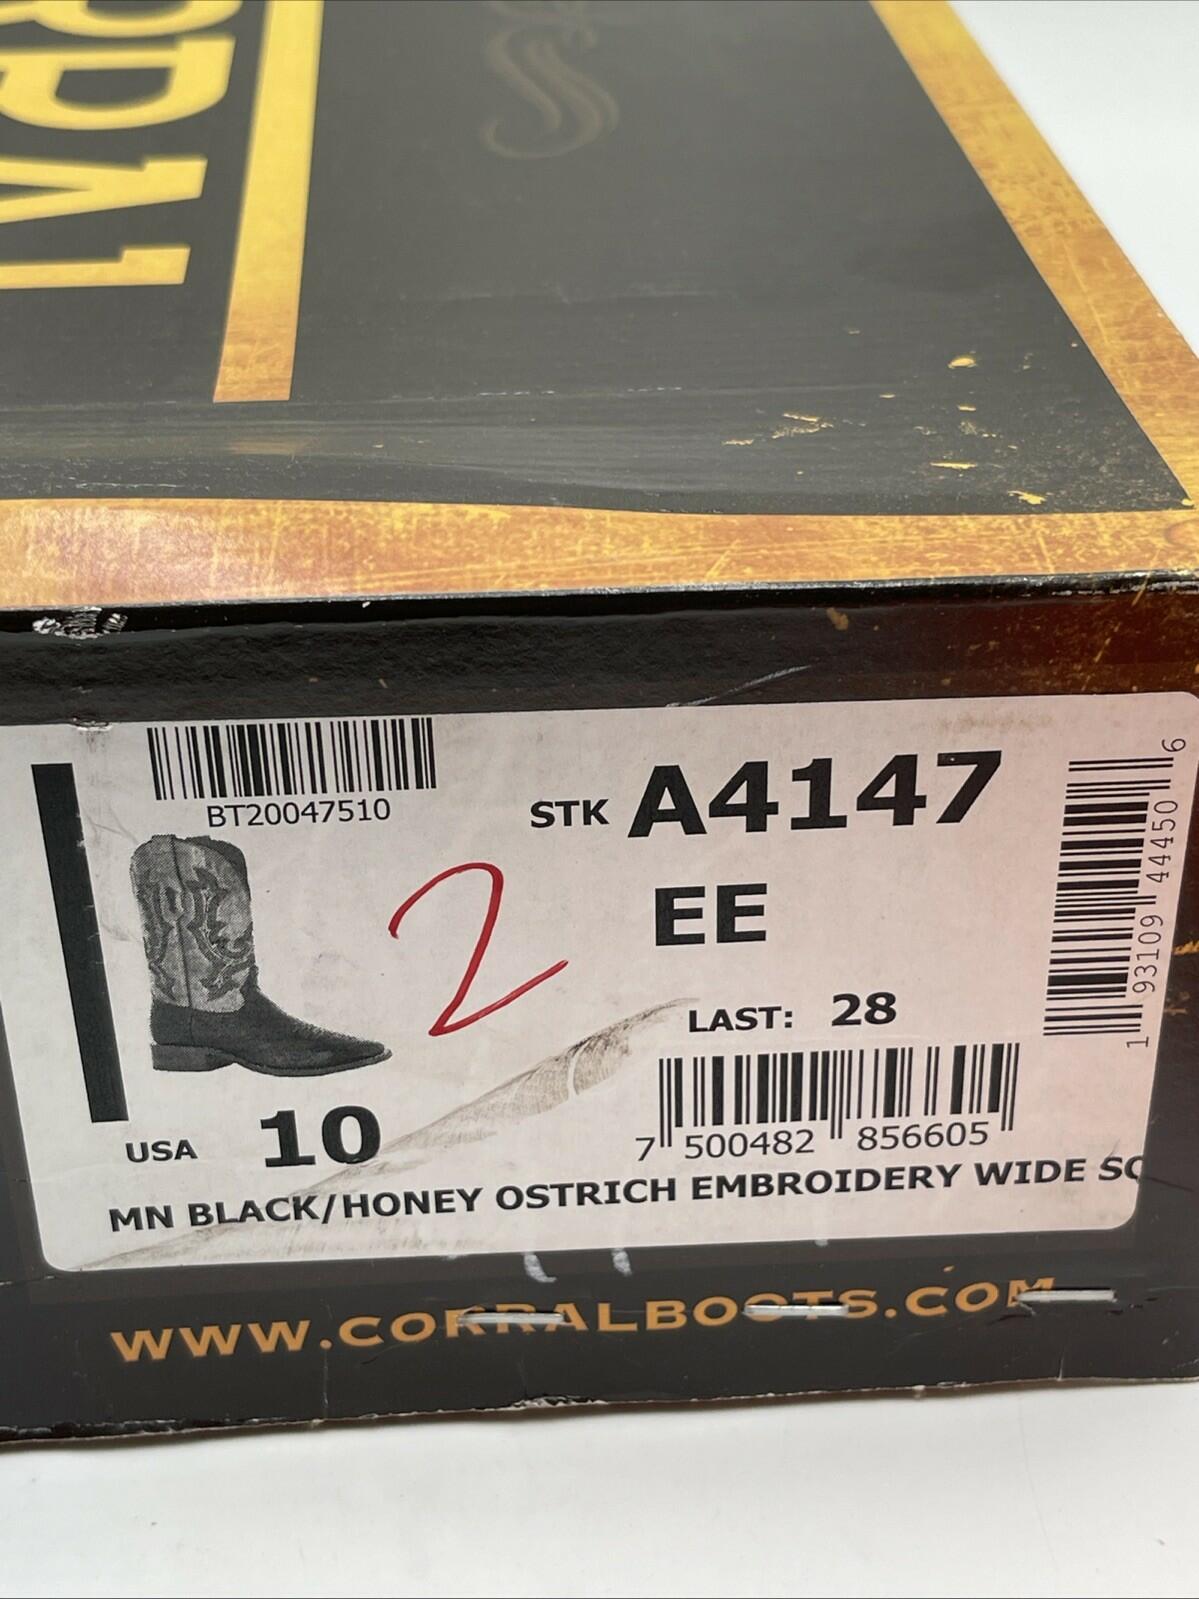 BT20047510
STK A4147
EE
2
LAST: 28
1 93109 44450 6
7 500482 856605
USA 10
MN BLACK/HONEY OSTRICH EMBROIDERY WIDE SQ
WWW.CORRALBOOTS.COM